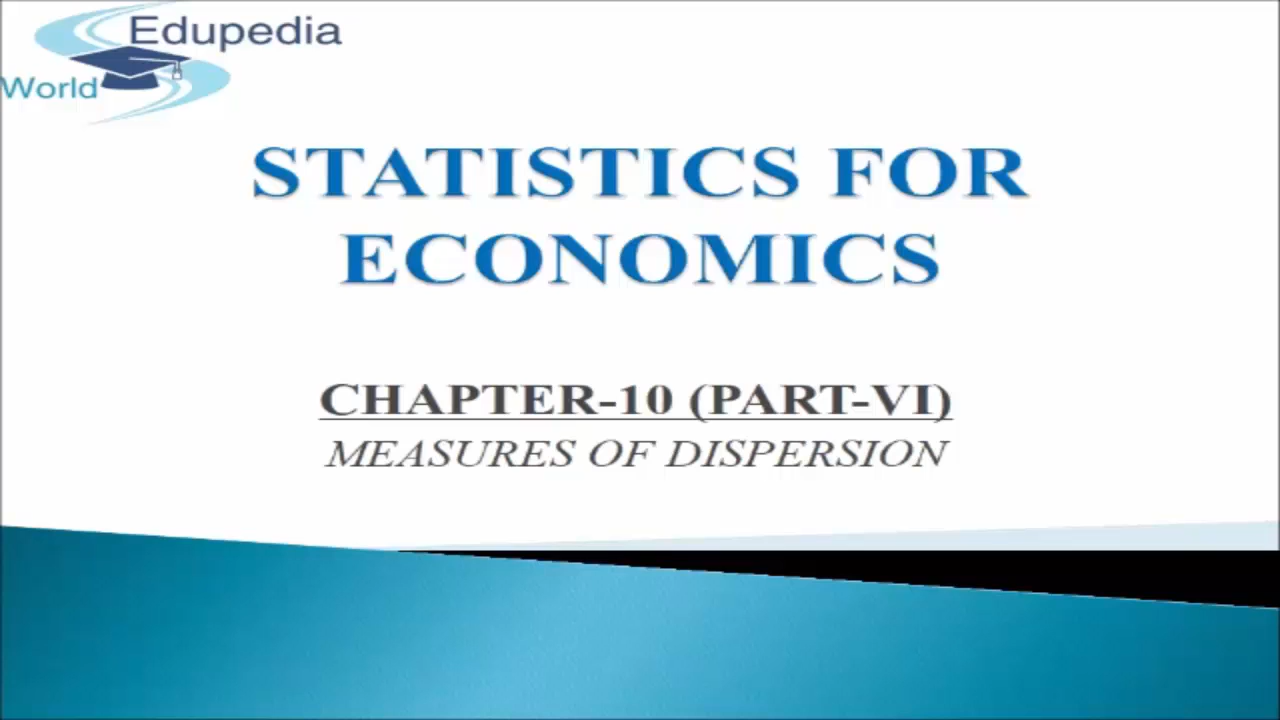 Edupedia
World
STATISTICS FOR
ECONOMICS
CHAPTER-10 (PART-VI)
MEASURES OF DISPERSION